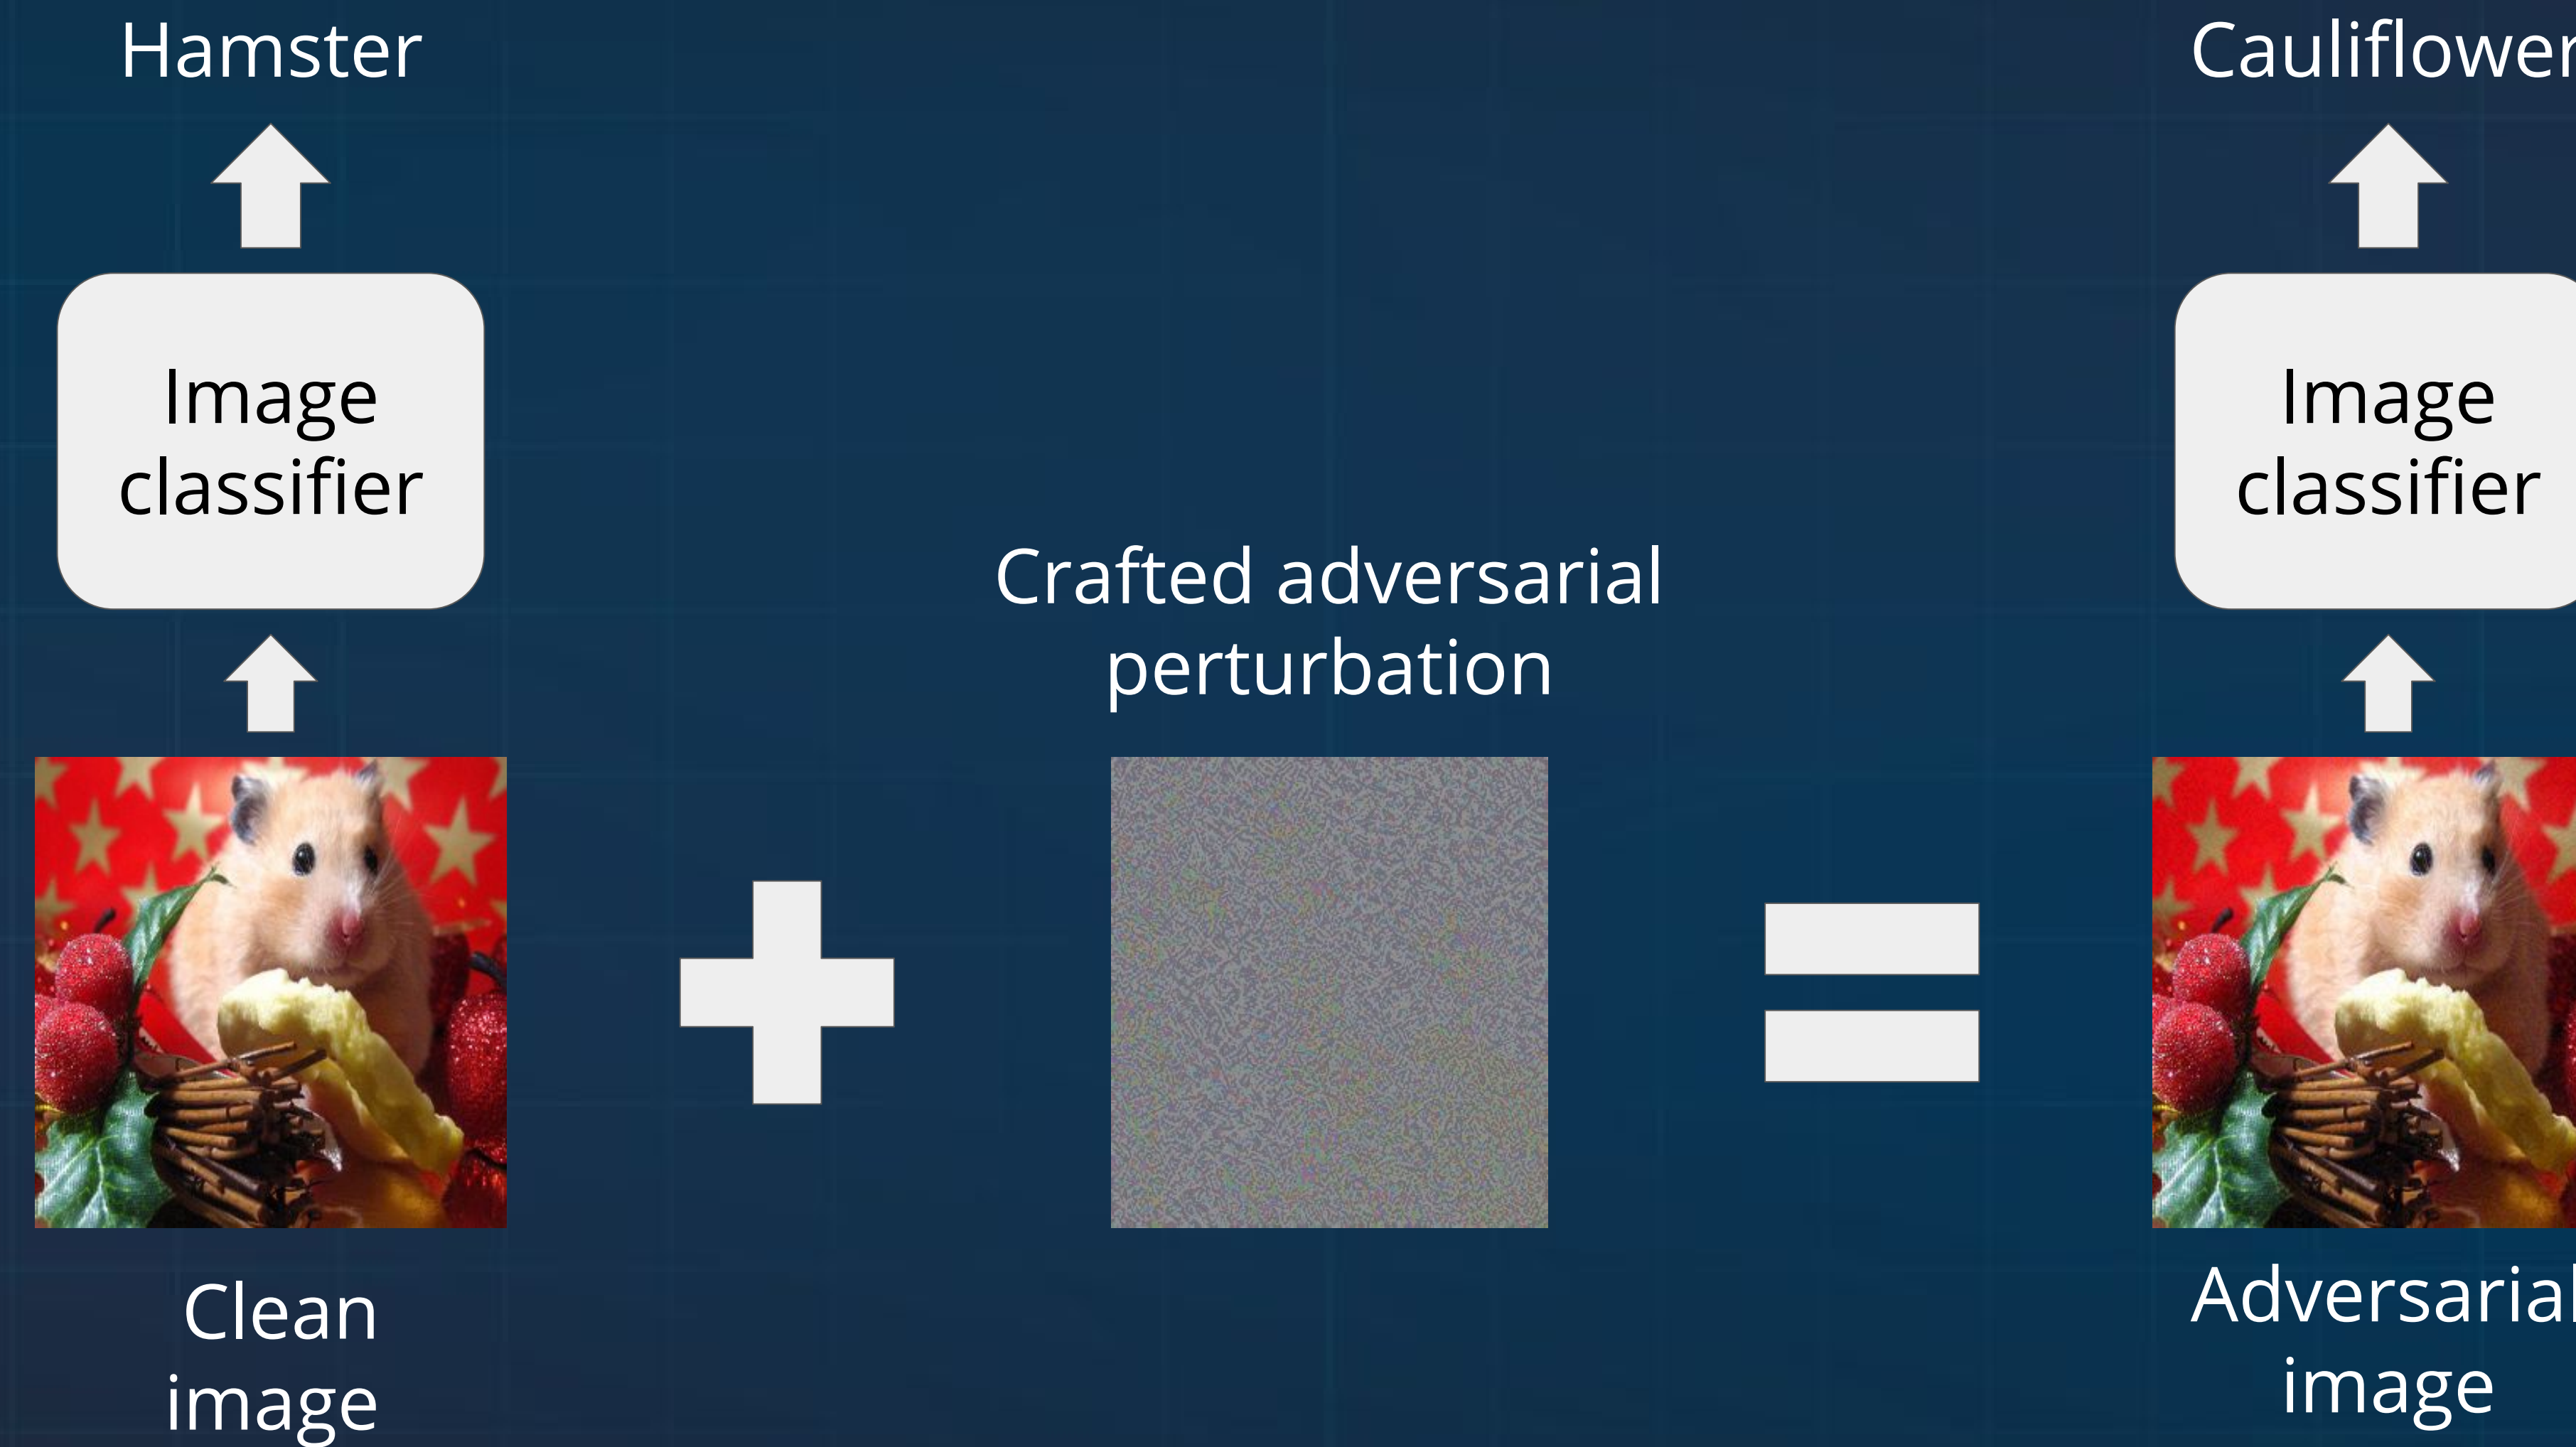 Hamster
Image
classifier
Clean
image
Crafted adversarial
perturbation
Cauliflower
Image
classifier
Adversarial
image